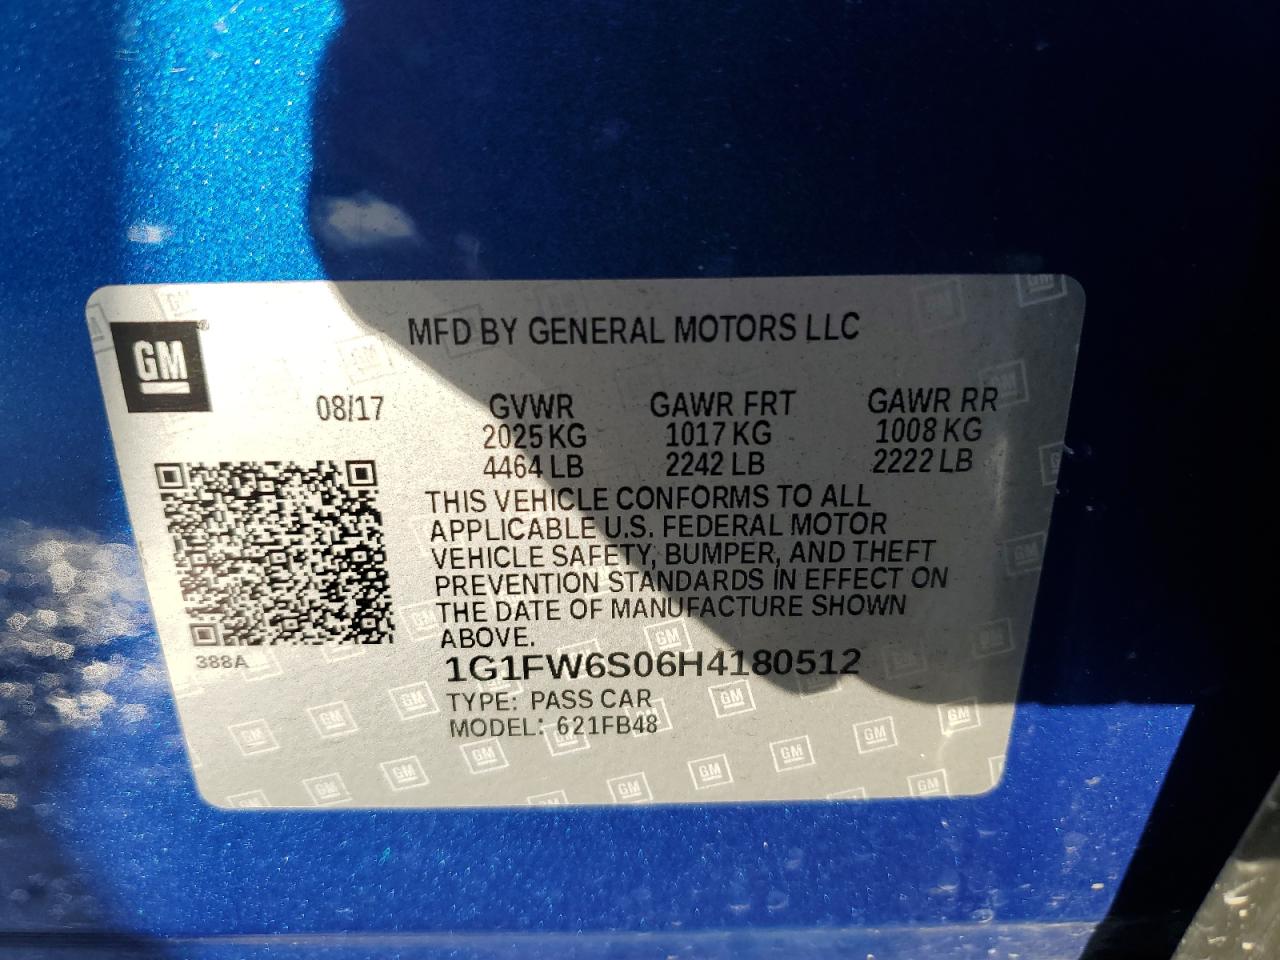 MFD BY GENERAL MOTORS LLC
GM®
08/17 GVWR GAWR FRT GAWR RR
2025 KG 1017 KG 1008 KG
4464 LB 2242 LB 2222 LB
THIS VEHICLE CONFORMS TO ALL
APPLICABLE U.S. FEDERAL MOTOR
VEHICLE SAFETY, BUMPER, AND THEFT
PREVENTION STANDARDS IN EFFECT ON
THE DATE OF MANUFACTURE SHOWN
ABOVE.
388A
1G1FW6S06H4180512
TYPE: PASS CAR
MODEL: 621FB48